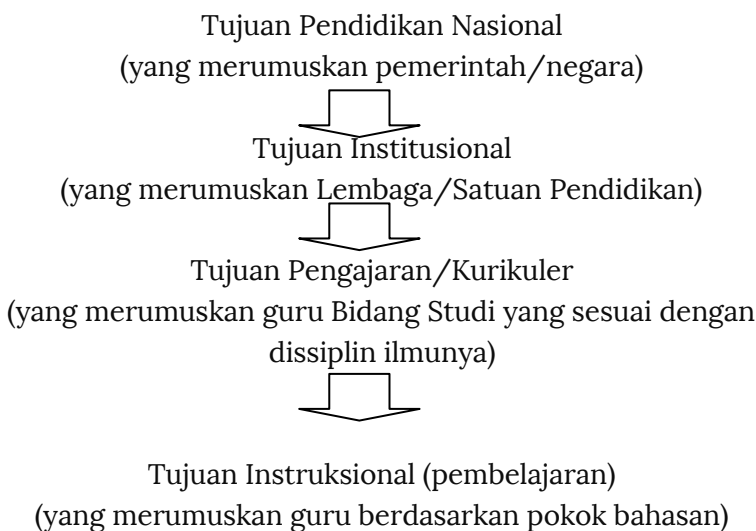 Tujuan Pendidikan Nasional
(yang merumuskan pemerintah/negara)
Tujuan Institusional
(yang merumuskan Lembaga/Satuan Pendidikan)
Tujuan Pengajaran/Kurikuler
(yang merumuskan guru Bidang Studi yang sesuai dengan
dissiplin ilmunya)
Tujuan Instruksional (pembelajaran)
(yang merumuskan guru berdasarkan pokok bahasan)